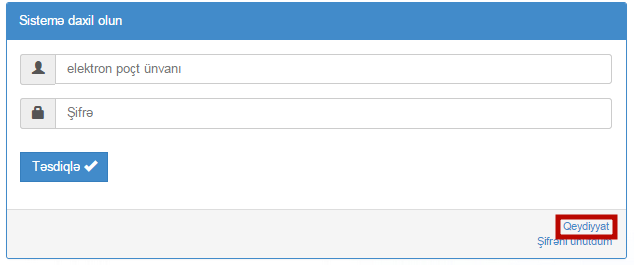 Sistemə daxil olun
elektron poçt ünvanı
Şifrə
Təsdiqlə
Qeydiyyat
Şifrəni unutdum